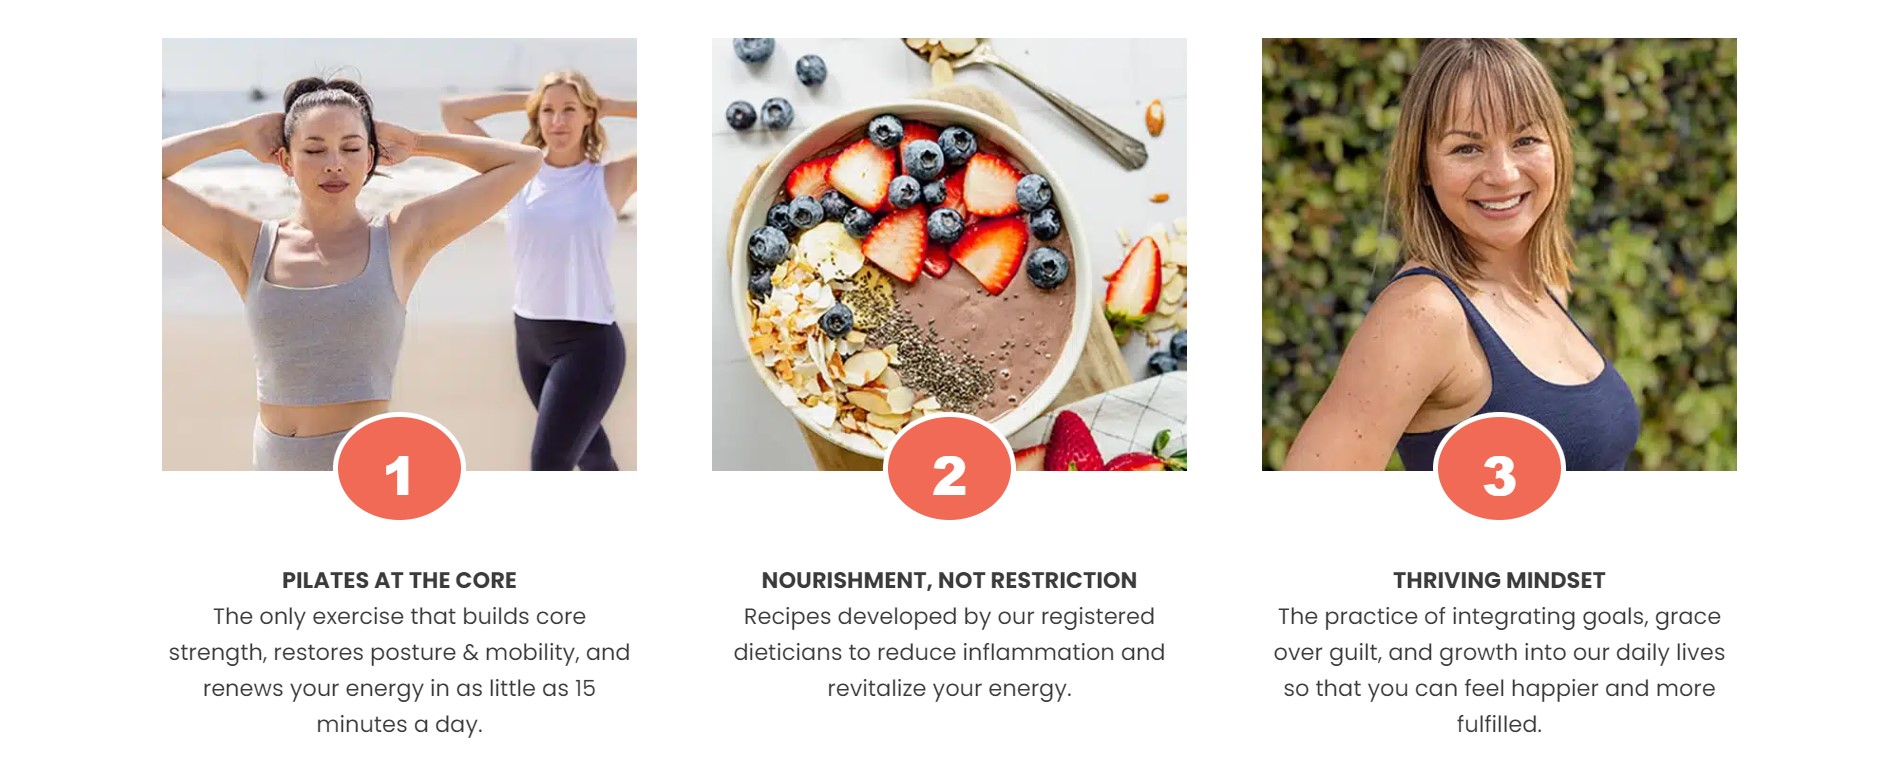 1
PILATES AT THE CORE
The only exercise that builds core
strength, restores posture & mobility, and
renews your energy in as little as 15
minutes a day.
2
NOURISHMENT, NOT RESTRICTION
Recipes developed by our registered
dieticians to reduce inflammation and
revitalize your energy.
3
THRIVING MINDSET
The practice of integrating goals, grace
over guilt, and growth into our daily lives
so that you can feel happier and more
fulfilled.